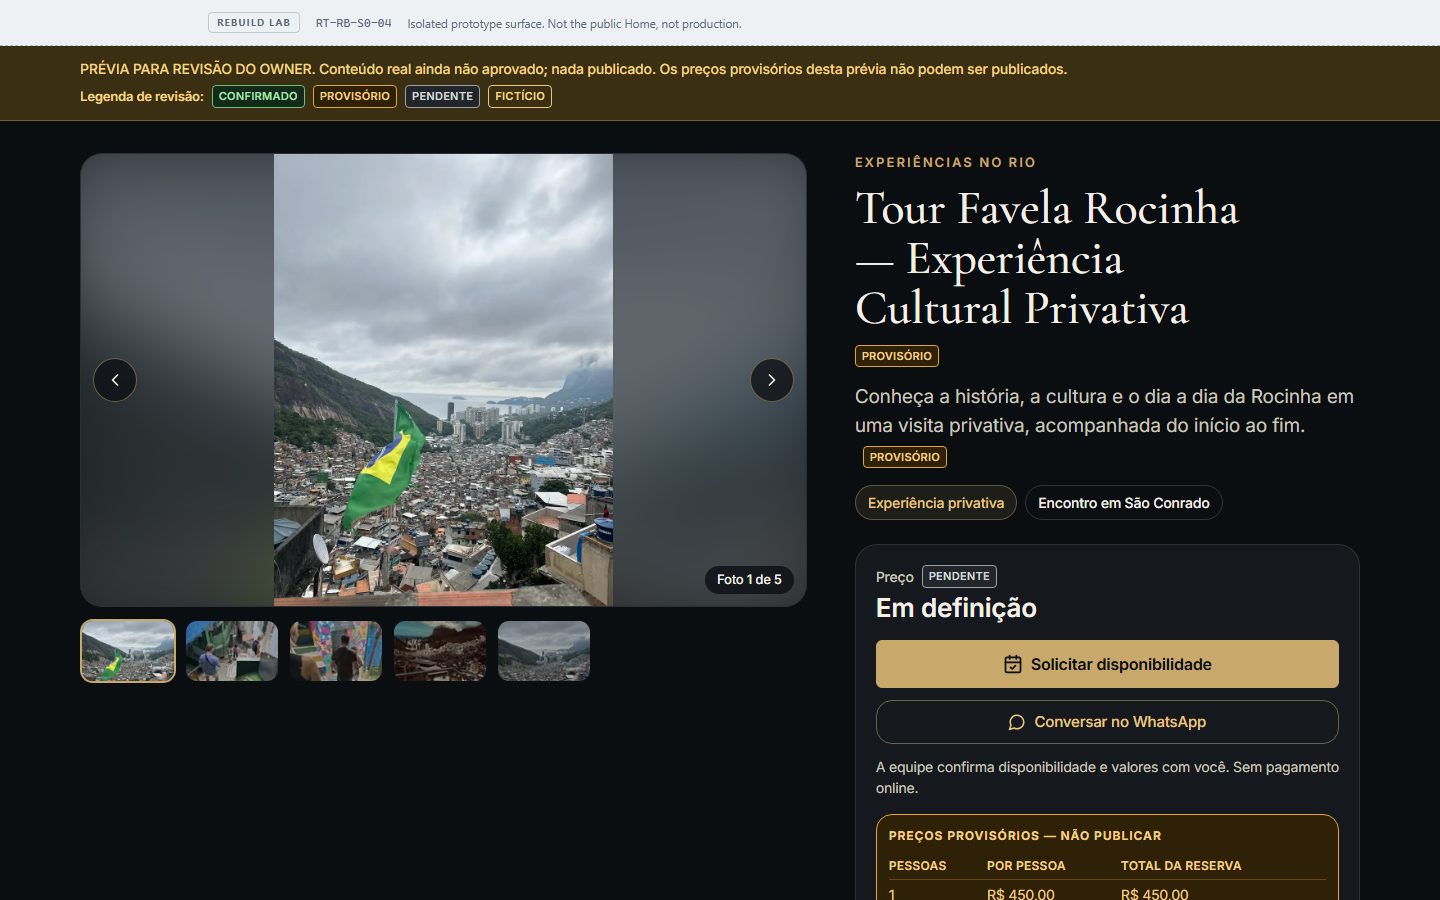 REBUILD LAB RT-RB-S0-04 Isolated prototype surface. Not the public Home, not production.
PRÉVIA PARA REVISÃO DO OWNER. Conteúdo real ainda não aprovado; nada publicado. Os preços provisórios desta prévia não podem ser publicados.
Legenda de revisão: CONFIRMADO PROVISÓRIO PENDENTE FICTÍCIO
Foto 1 de 5
EXPERIÊNCIAS NO RIO
Tour Favela Rocinha
— Experiência
Cultural Privativa
PROVISÓRIO
Conheça a história, a cultura e o dia a dia da Rocinha em
uma visita privativa, acompanhada do início ao fim.
PROVISÓRIO
Experiência privativa Encontro em São Conrado
Preço PENDENTE
Em definição
Solicitar disponibilidade
Conversar no WhatsApp
A equipe confirma disponibilidade e valores com você. Sem pagamento
online.
PREÇOS PROVISÓRIOS — NÃO PUBLICAR
PESSOAS POR PESSOA TOTAL DA RESERVA
1 R$ 450,00 R$ 450,00